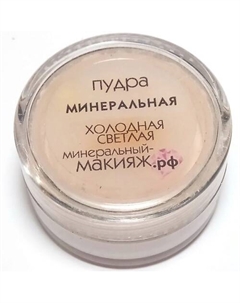 пудра
минеральная
холодная
светлая
минеральный-
макияж.рф